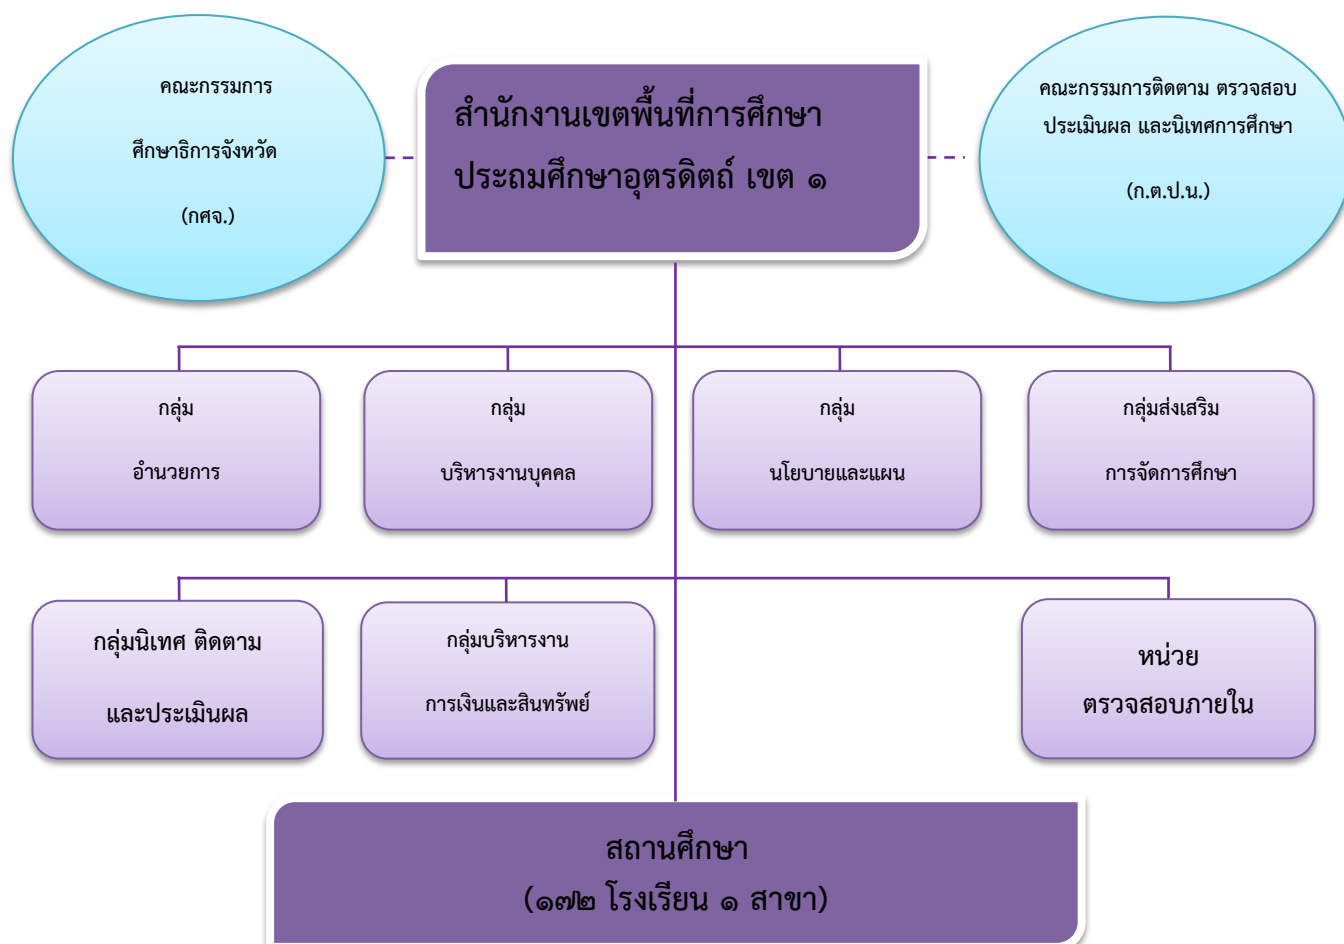 คณะกรรมการ
ศึกษาธิการจังหวัด
(กศจ.)
สำนักงานเขตพื้นที่การศึกษา
ประถมศึกษาอุตรดิตถ์ เขต ๑
คณะกรรมการติดตาม ตรวจสอบ
ประเมินผล และนิเทศการศึกษา
(ก.ต.ป.น.)
กลุ่ม
อำนวยการ
กลุ่ม
บริหารงานบุคคล
กลุ่ม
นโยบายและแผน
กลุ่มส่งเสริม
การจัดการศึกษา
กลุ่มนิเทศ ติดตาม
และประเมินผล
กลุ่มบริหารงาน
การเงินและสินทรัพย์
หน่วย
ตรวจสอบภายใน
สถานศึกษา
(๑๗๒ โรงเรียน ๑ สาขา)